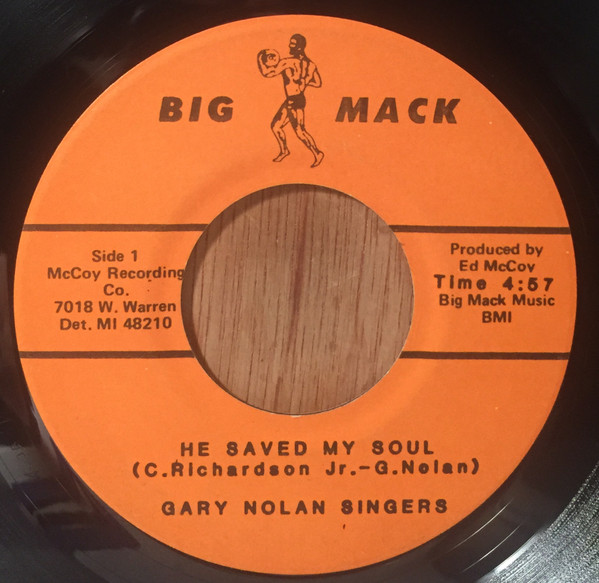 BIG MACK
Side 1
McCoy Recording
Co.
7018 W. Warren
Det. MI 48210
Produced by
Ed McCoy
Time 4:57
Big Mack Music
BMI
HE SAVED MY SOUL
(C.Richardson Jr.-G.Nolan)
GARY NOLAN SINGERS